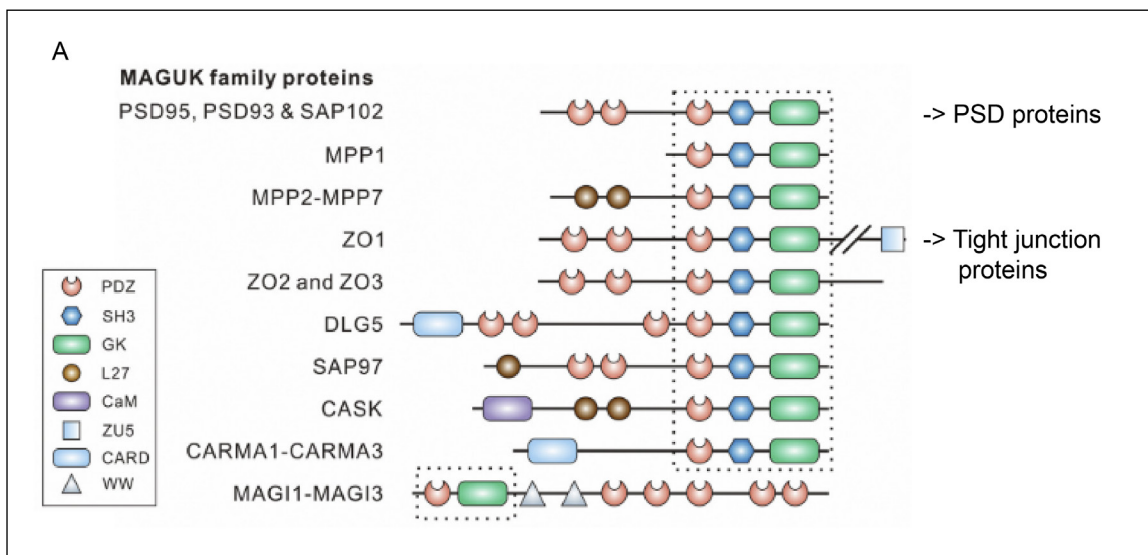 A
MAGUK family proteins
PSD95, PSD93 & SAP102
-> PSD proteins
MPP1
MPP2-MPP7
ZO1
-> Tight junction
proteins
ZO2 and ZO3
DLG5
SAP97
CASK
CARMA1-CARMA3
MAGI1-MAGI3
PDZ
SH3
GK
L27
CaM
ZU5
CARD
WW